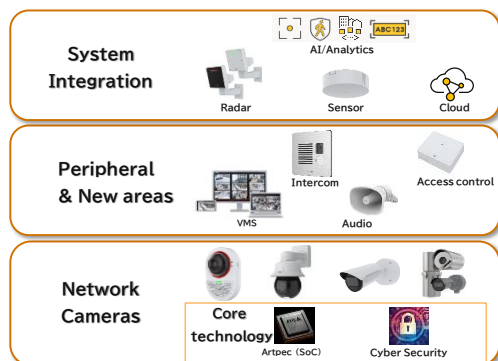 System
Integration
ABC123
AI/Analytics
Radar
Sensor
Cloud
Peripheral
& New areas
Intercom
Access control
VMS
Audio
Network
Cameras
Core
technology
Artpec (SoC)
Cyber Security